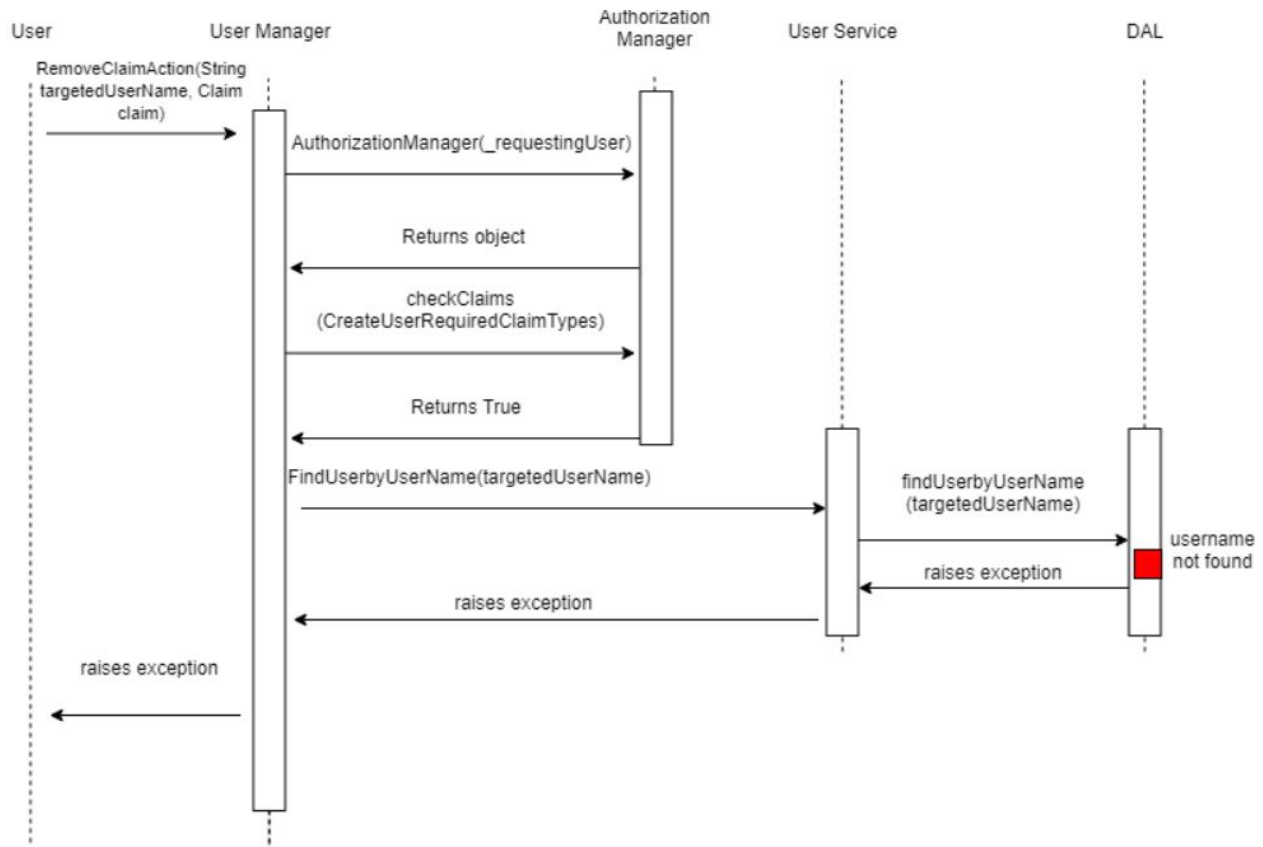 User
User Manager
Authorization
Manager
User Service
DAL
RemoveClaimAction(String
targetedUserName, Claim
claim)
AuthorizationManager(_requestingUser)
Returns object
checkClaims
(CreateUserRequiredClaimTypes)
Returns True
FindUserbyUserName(targetedUserName)
findUserbyUserName
(targetedUserName)
username
not found
raises exception
raises exception
raises exception